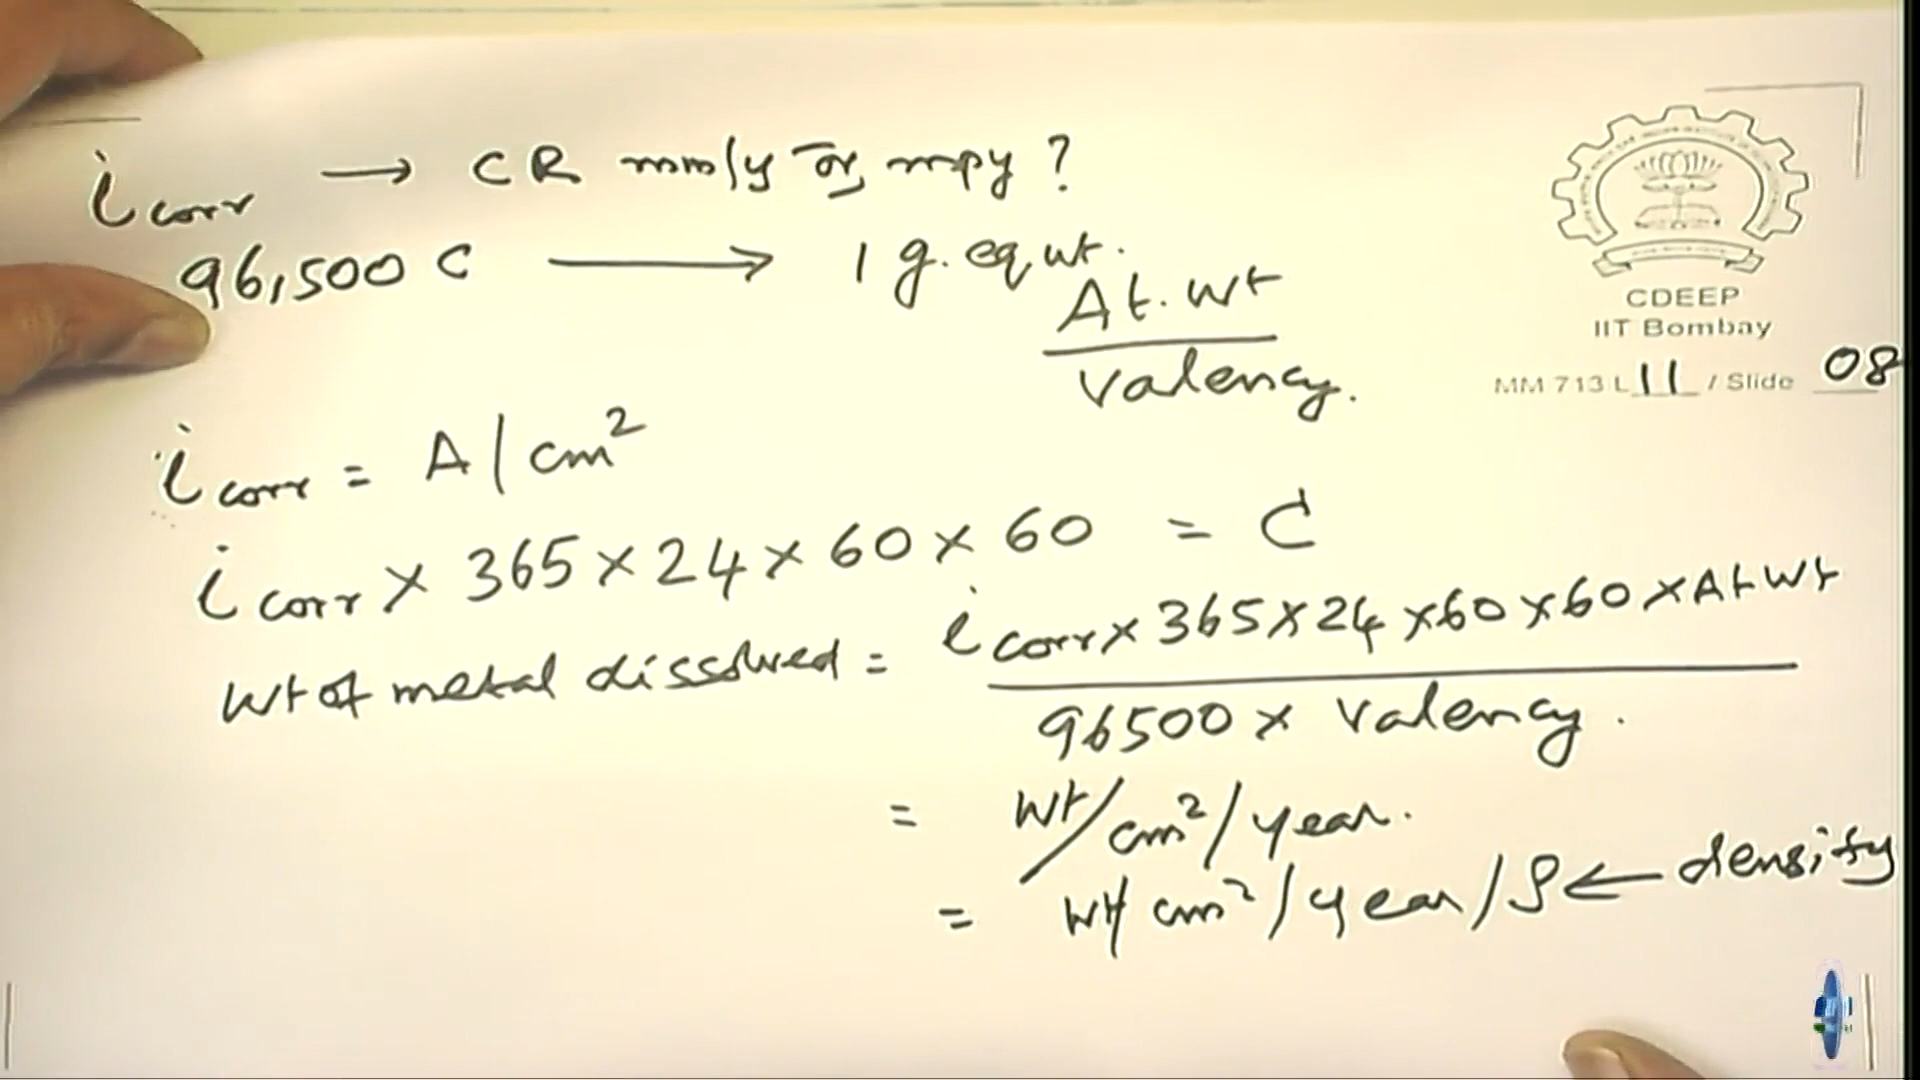 i corr → CR mm/y or mpy ?
96,500 C → 1 g. eq wt.
At. wt
valency.
CDEEP
IIT Bombay
MM 713 L 11 / Slide 08
i corr = A/cm²
i corr × 365 × 24 × 60 × 60 = C
wt of metal dissolved = i corr × 365 × 24 × 60 × 60 × At wt
96500 × valency.
= wt/cm²/year.
= wt/cm²/year/ρ ← density